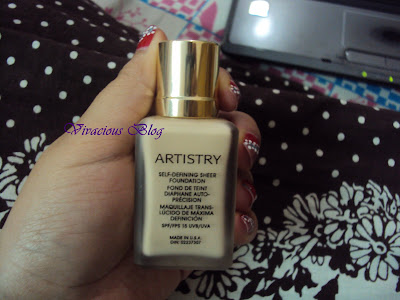 Vivacious Blog
ARTISTRY
SELF-DEFINING SHEER
FOUNDATION
FOND DE TEINT
DIAPHANE AUTO-
PRÉCISION
MAQUILLAJE TRANS-
LÚCIDO DE MÁXIMA
DEFINICIÓN
SPF/FPS 15 UVB/UVA
MADE IN U.S.A.